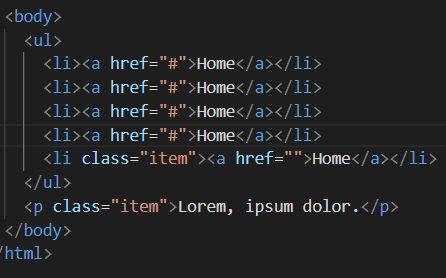 <body>
<ul>
<li><a href="#">Home</a></li>
<li><a href="#">Home</a></li>
<li><a href="#">Home</a></li>
<li><a href="#">Home</a></li>
<li class="item"><a href="">Home</a></li>
</ul>
<p class="item">Lorem, ipsum dolor.</p>
</body>
/html>